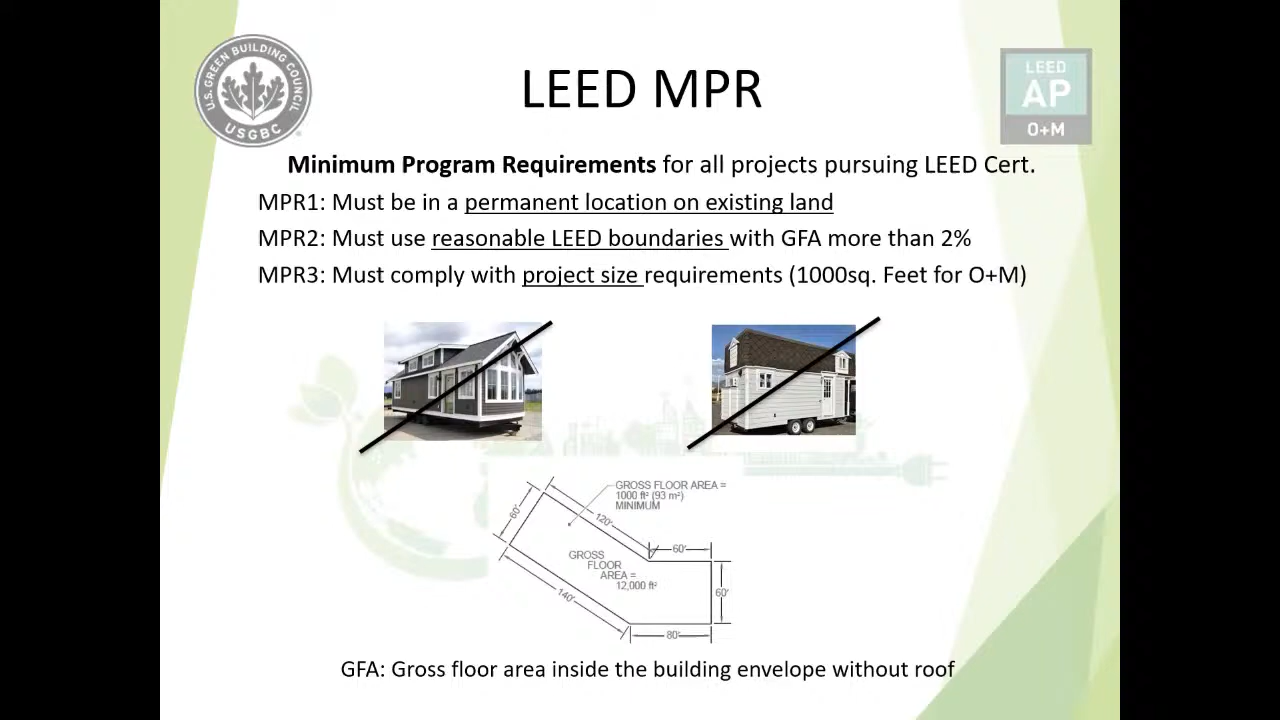 U.S. GREEN BUILDING COUNCIL
USGBC
LEED MPR
LEED
AP
O+M
Minimum Program Requirements for all projects pursuing LEED Cert.
MPR1: Must be in a permanent location on existing land
MPR2: Must use reasonable LEED boundaries with GFA more than 2%
MPR3: Must comply with project size requirements (1000sq. Feet for O+M)
GROSS FLOOR AREA =
1000 ft² (93 m²)
MINIMUM
60'
120'
60'
GROSS
FLOOR
AREA =
12,000 ft²
60'
140'
80'
GFA: Gross floor area inside the building envelope without roof